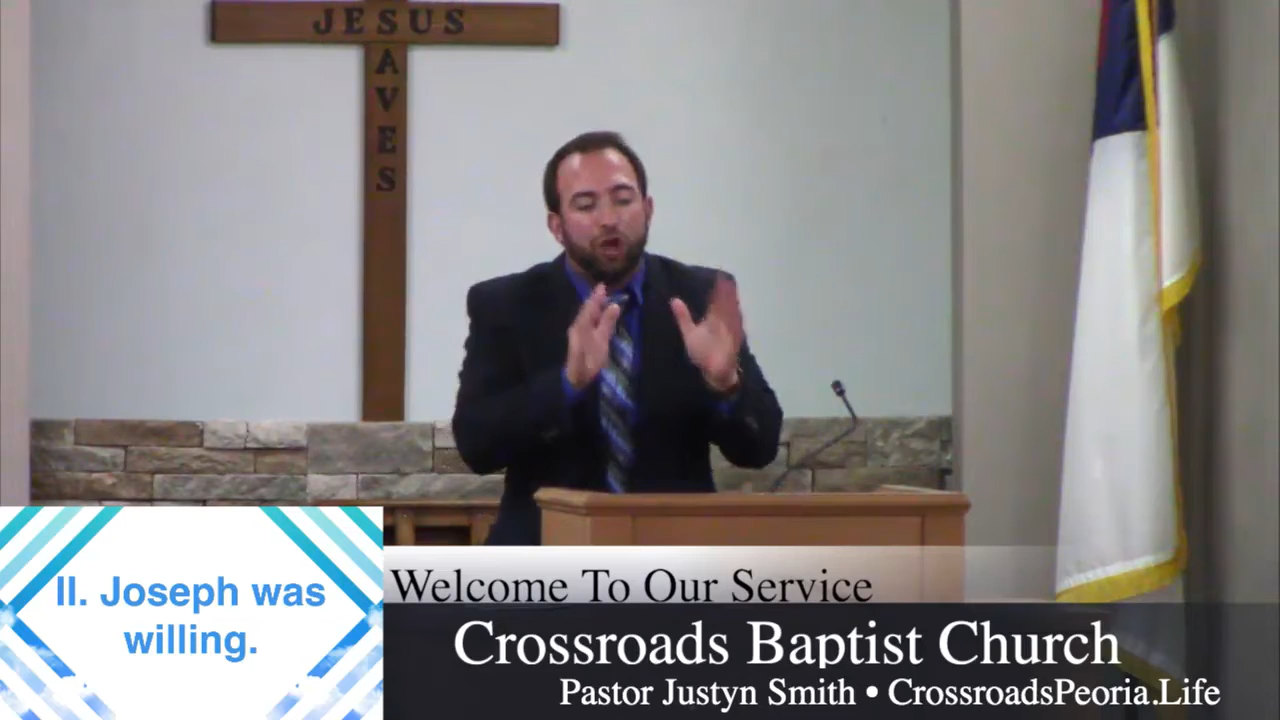 JESUS
SAVES
II. Joseph was
willing.
Welcome To Our Service
Crossroads Baptist Church
Pastor Justyn Smith • CrossroadsPeoria.Life